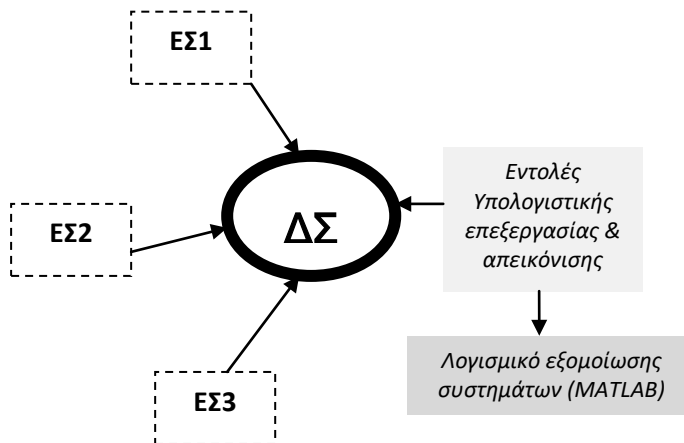 ΕΣ1
ΕΣ2
ΔΣ
Εντολές
Υπολογιστικής
επεξεργασίας &
απεικόνισης
Λογισμικό εξομοίωσης
συστημάτων (MATLAB)
ΕΣ3